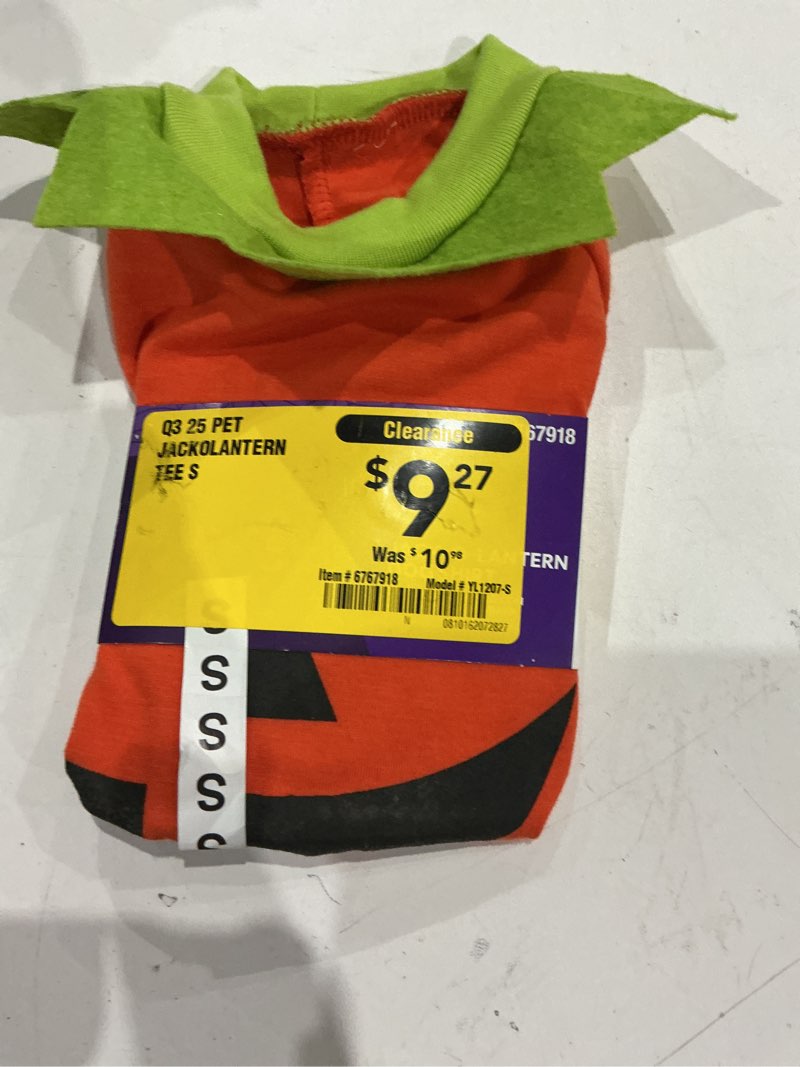 Q3 25 PET
JACKOLANTERN
TEE S
Clearance
67918
$9 27
Was $10 98
TERN
Item # 6767918 Model # YL1207-S
N 0810162072827
S
S
S
S
S